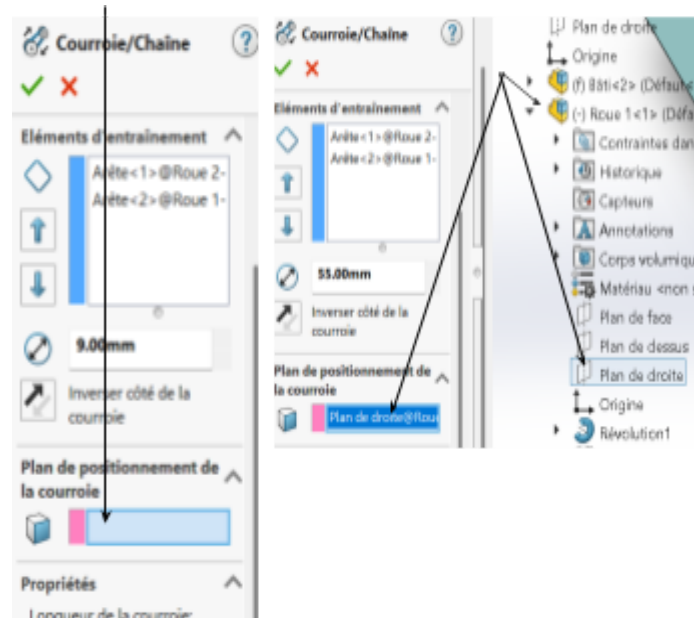 Courroie/Chaîne
Eléments d'entrainement
Arête<1>@Roue 2-
Arête<2>@Roue 1-
9.00mm
Inverser côté de la
courroie
Plan de positionnement de
la courroie
Propriétés
Longueur de la courroie:
Courroie/Chaîne
Eléments d'entrainement
Arête<1>@Roue 2-
Arête<2>@Roue 1-
55.00mm
Inverser côté de la
courroie
Plan de positionnement de
la courroie
Plan de droite@Roue
Plan de droite
Origine
(f) Bâti<2> (Défaut<
(-) Roue 1<1> (Défa
Contraintes dan
Historique
Capteurs
Annotations
Corps volumiqu
Matériau <non
Plan de face
Plan de dessus
Plan de droite
Origine
Révolution1